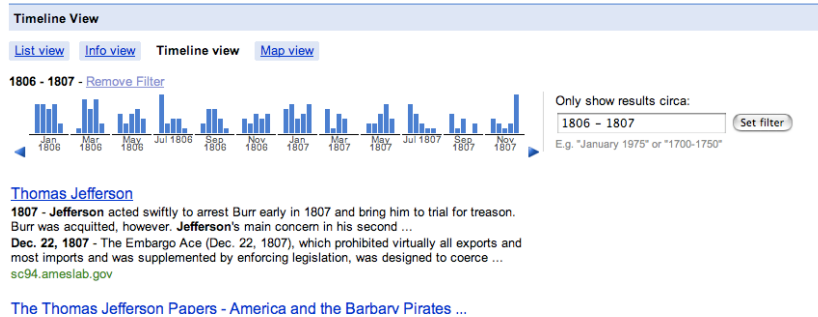 Timeline View
List view Info view Timeline view Map view
1806 - 1807 - Remove Filter
Jan 1806 Mar 1806 May 1806 Jul 1806 Sep 1806 Nov 1806 Jan 1807 Mar 1807 May 1807 Jul 1807 Sep 1807 Nov 1807
Only show results circa:
1806 - 1807 Set filter
E.g. "January 1975" or "1700-1750"
Thomas Jefferson
1807 - Jefferson acted swiftly to arrest Burr early in 1807 and bring him to trial for treason.
Burr was acquitted, however. Jefferson's main concern in his second ...
Dec. 22, 1807 - The Embargo Ace (Dec. 22, 1807), which prohibited virtually all exports and
most imports and was supplemented by enforcing legislation, was designed to coerce ...
sc94.ameslab.gov
The Thomas Jefferson Papers - America and the Barbary Pirates ...